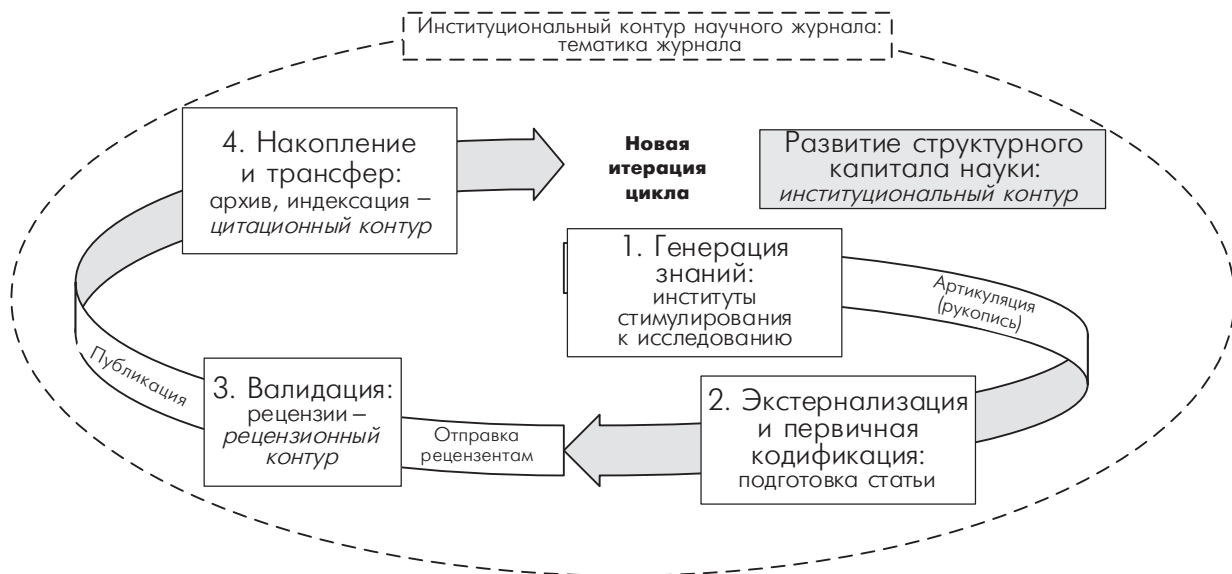 Институциональный контур научного журнала:
тематика журнала
4. Накопление
и трансфер:
архив, индексация –
цитационный контур
Новая
итерация
цикла
Развитие структурного
капитала науки:
институциональный контур
1. Генерация
знаний:
институты
стимулирования
к исследованию
Артикуляция
(рукопись)
2. Экстернализация
и первичная
кодификация:
подготовка статьи
Отправка
рецензентам
3. Валидация:
рецензии –
рецензионный
контур
Публикация